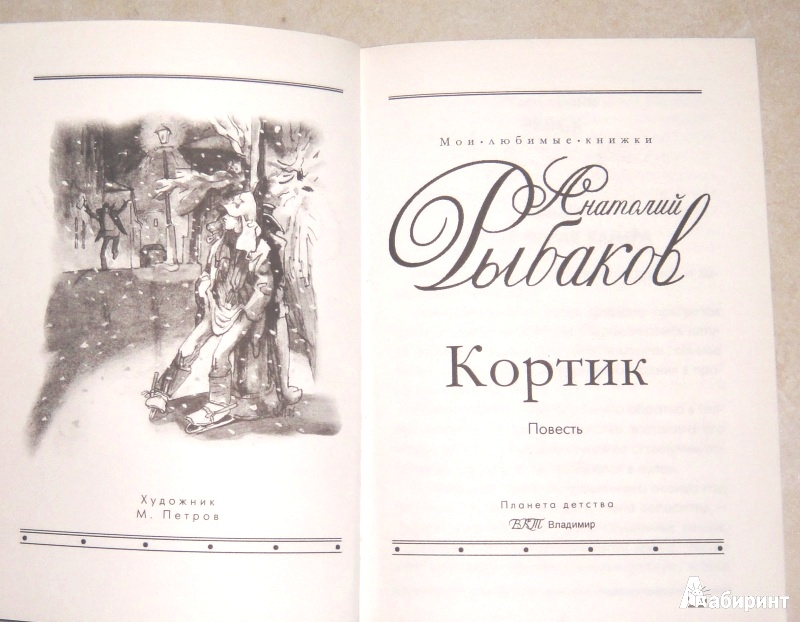 Художник
М. Петров
Мои • любимые • книжки
Анатолий
Рыбаков
Кортик
Повесть
Планета детства
ВКТ Владимир
Лабиринт